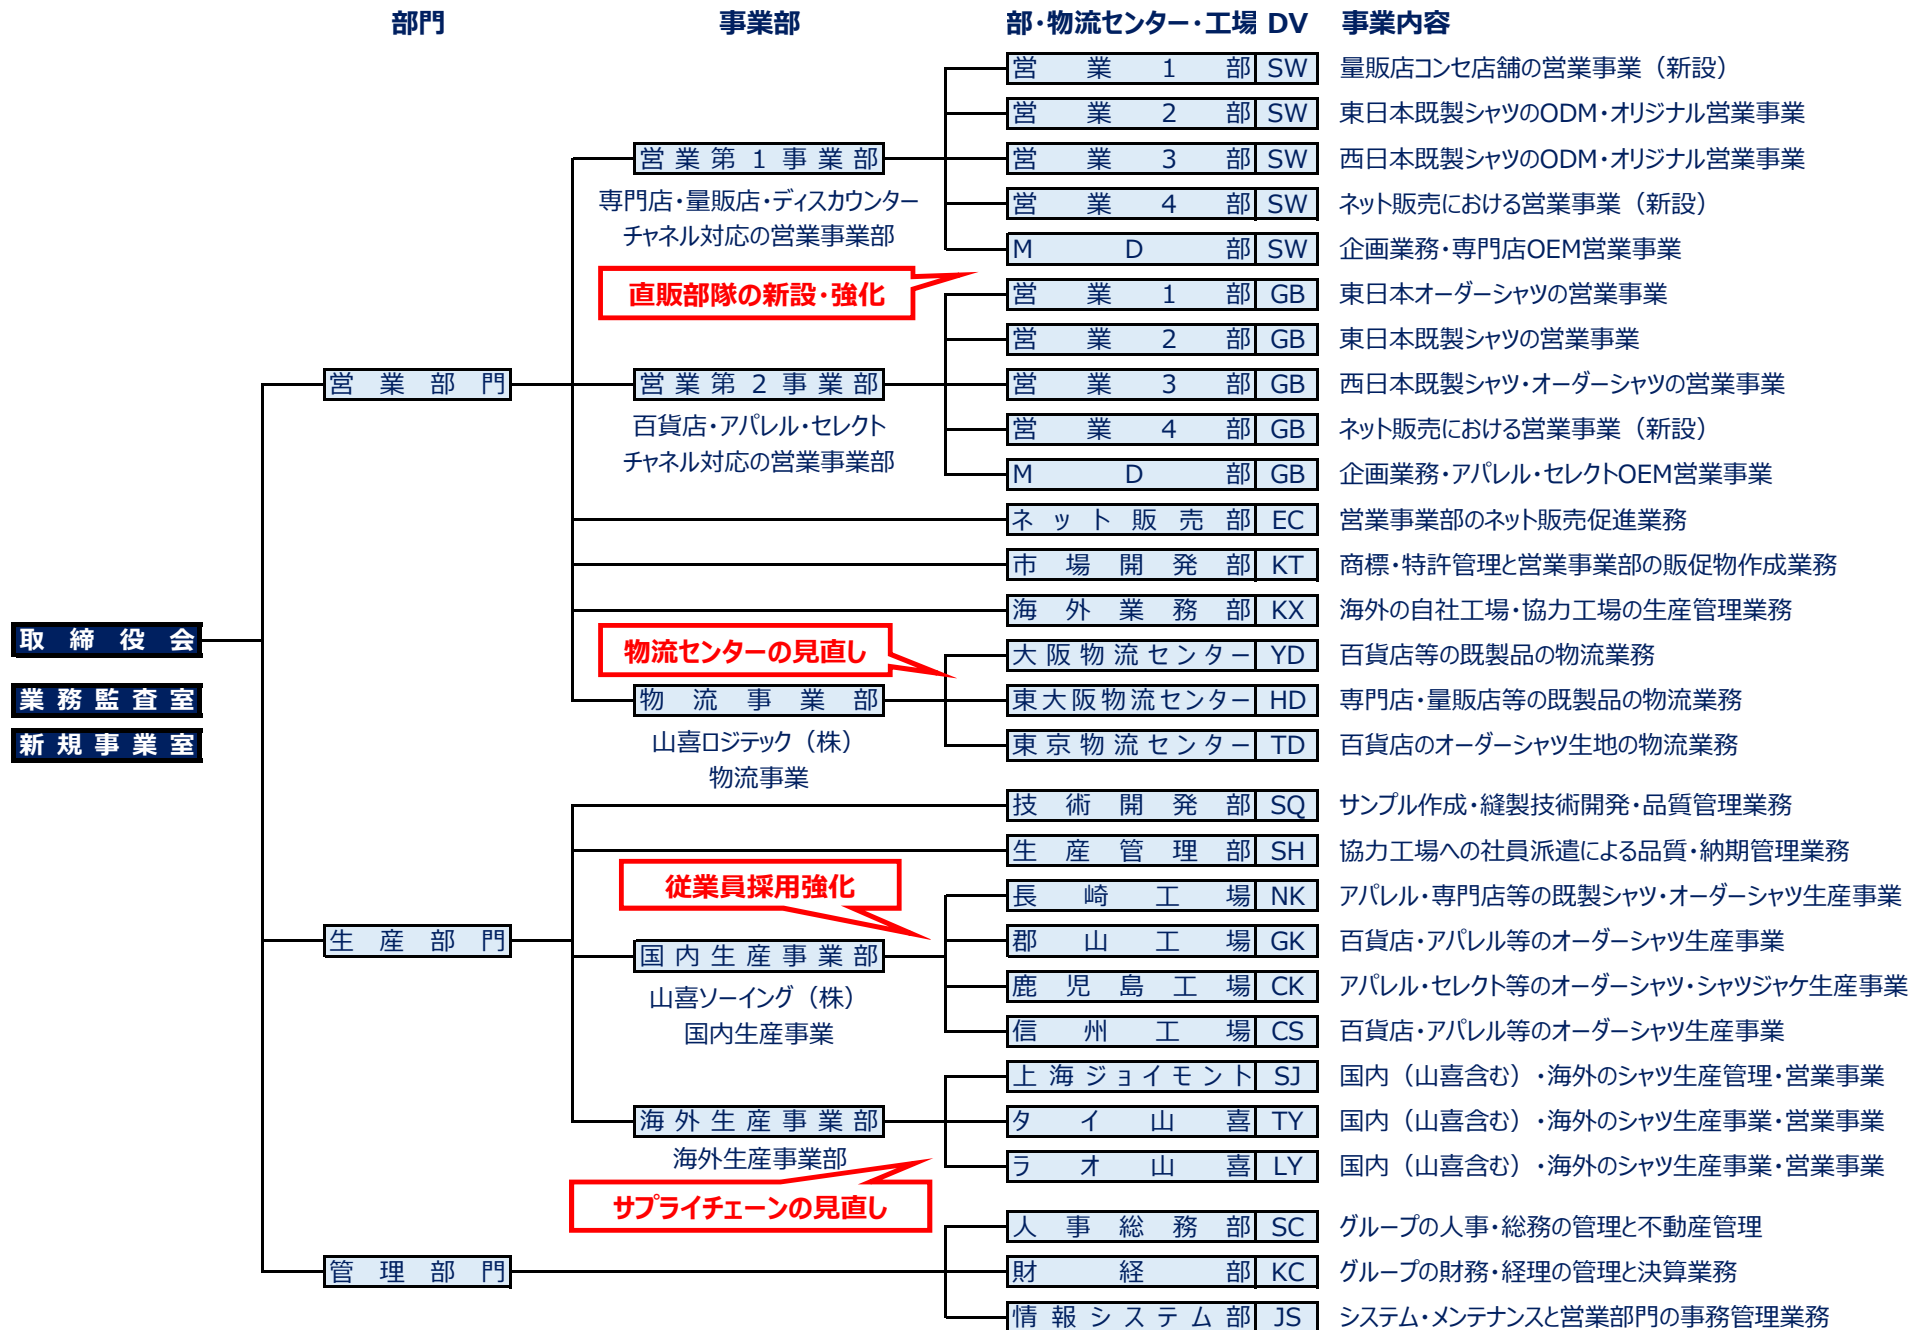 部門 事業部 部・物流センター・工場 DV 事業内容
営業1部 SW 量販店コンセ店舗の営業事業（新設）
営業2部 SW 東日本既製シャツのODM・オリジナル営業事業
営業第1事業部 営業3部 SW 西日本既製シャツのODM・オリジナル営業事業
専門店・量販店・ディスカウンター
チャネル対応の営業事業部
営業4部 SW ネット販売における営業事業（新設）
MD部 SW 企画業務・専門店OEM営業事業
直販部隊の新設・強化
営業1部 GB 東日本オーダーシャツの営業事業
営業2部 GB 東日本既製シャツの営業事業
営業部門 営業第2事業部 営業3部 GB 西日本既製シャツ・オーダーシャツの営業事業
百貨店・アパレル・セレクト
チャネル対応の営業事業部
営業4部 GB ネット販売における営業事業（新設）
MD部 GB 企画業務・アパレル・セレクトOEM営業事業
ネット販売部 EC 営業事業部のネット販売促進業務
市場開発部 KT 商標・特許管理と営業事業部の販促物作成業務
海外業務部 KX 海外の自社工場・協力工場の生産管理業務
取締役会
物流センターの見直し
大阪物流センター YD 百貨店等の既製品の物流業務
業務監査室 物流事業部 東大阪物流センター HD 専門店・量販店等の既製品の物流業務
新規事業室
山喜ロジテック（株）
物流事業
東京物流センター TD 百貨店のオーダーシャツ生地の物流業務
技術開発部 SQ サンプル作成・縫製技術開発・品質管理業務
生産管理部 SH 協力工場への社員派遣による品質・納期管理業務
従業員採用強化
長崎工場 NK アパレル・専門店等の既製シャツ・オーダーシャツ生産事業
生産部門 郡山工場 GK 百貨店・アパレル等のオーダーシャツ生産事業
国内生産事業部
山喜ソーイング（株）
国内生産事業
鹿児島工場 CK アパレル・セレクト等のオーダーシャツ・シャツジャケ生産事業
信州工場 CS 百貨店・アパレル等のオーダーシャツ生産事業
上海ジョイモント SJ 国内（山喜含む）・海外のシャツ生産管理・営業事業
海外生産事業部 タイ山喜 TY 国内（山喜含む）・海外のシャツ生産事業・営業事業
海外生産事業部
ラオ山喜 LY 国内（山喜含む）・海外のシャツ生産事業・営業事業
サプライチェーンの見直し
人事総務部 SC グループの人事・総務の管理と不動産管理
管理部門 財経部 KC グループの財務・経理の管理と決算業務
情報システム部 JS システム・メンテナンスと営業部門の事務管理業務